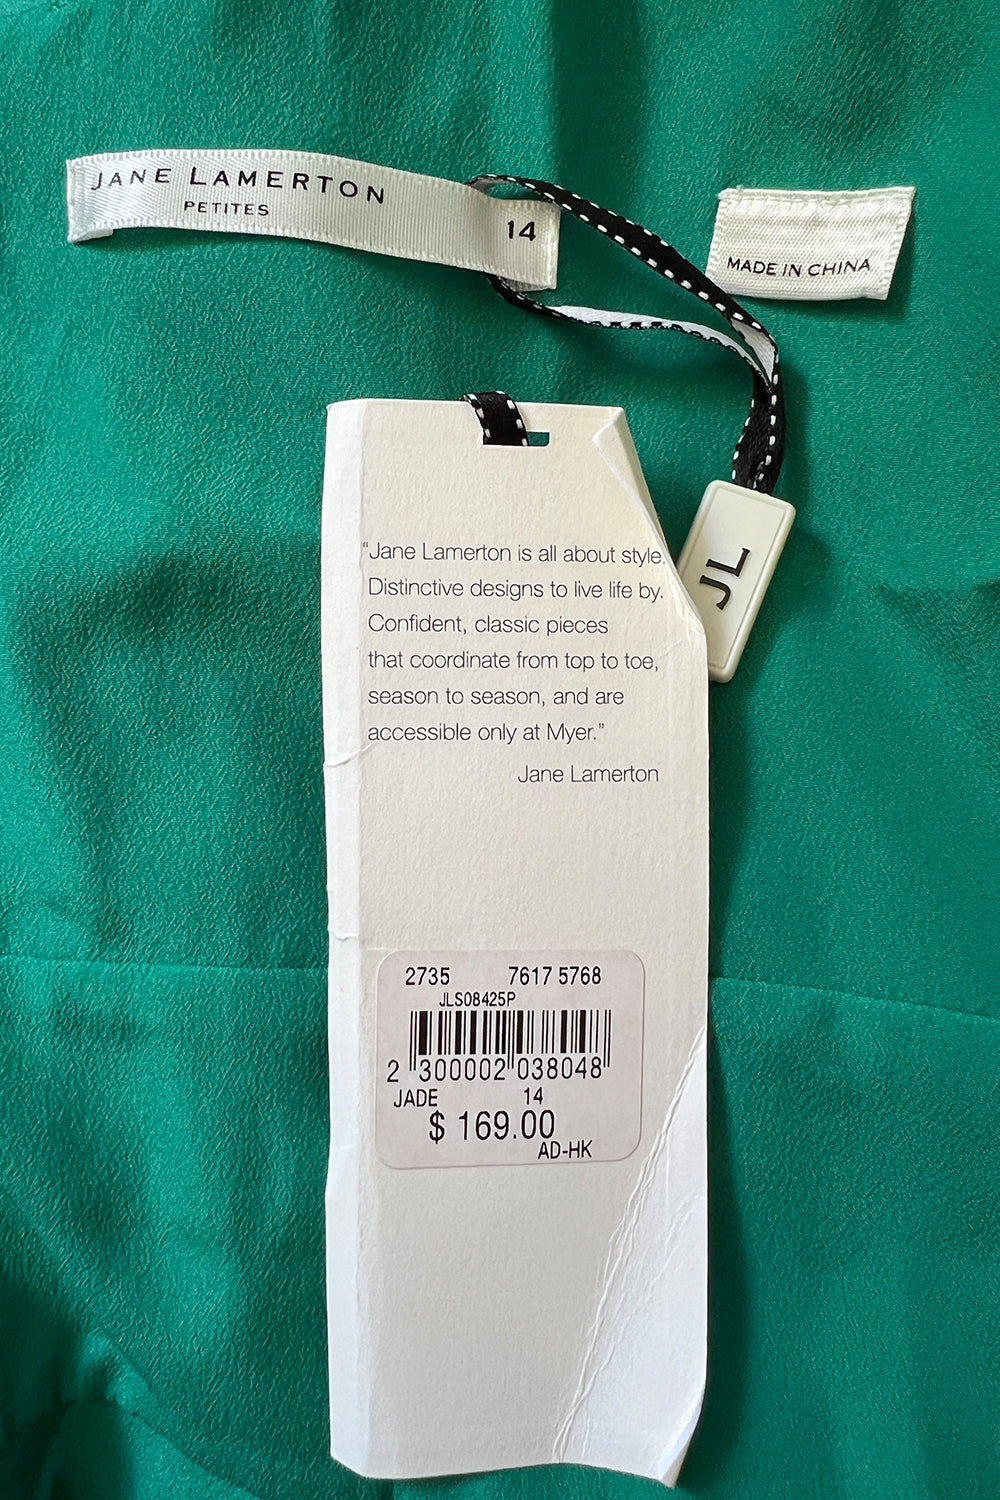 JANE LAMERTON
PETITES
14
MADE IN CHINA
JL
"Jane Lamerton is all about style.
Distinctive designs to live life by.
Confident, classic pieces
that coordinate from top to toe,
season to season, and are
accessible only at Myer."
Jane Lamerton
2735 7617 5768
JLS08425P
2 300002 038048
JADE 14
$ 169.00
AD-HK